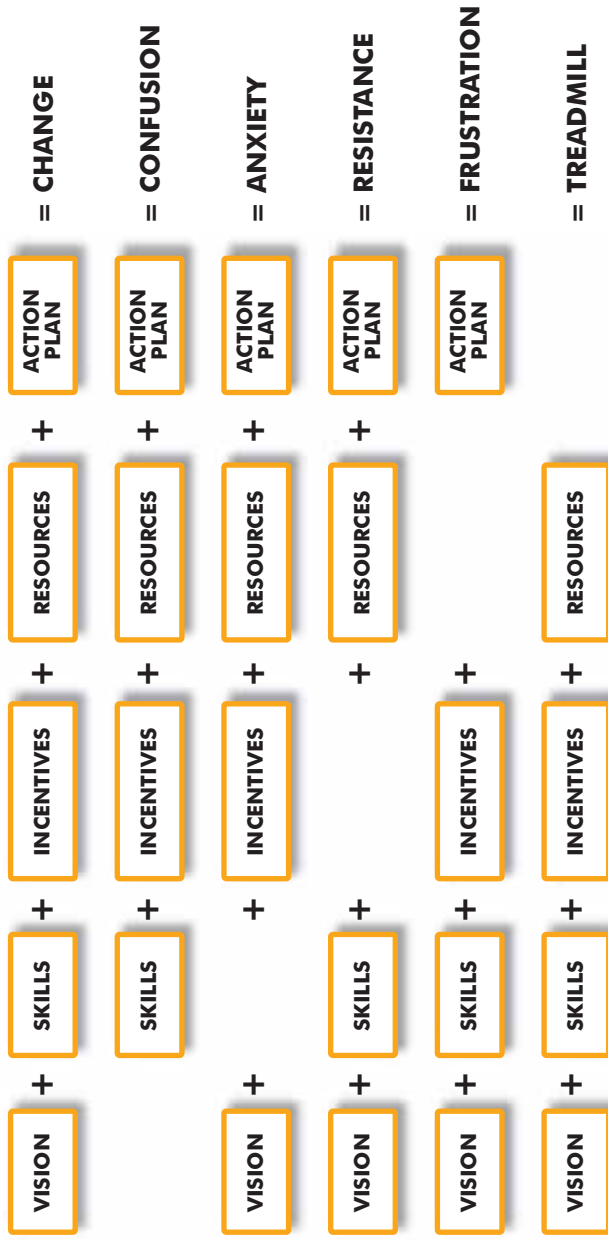 VISION + SKILLS + INCENTIVES + RESOURCES + ACTION PLAN = CHANGE
SKILLS + INCENTIVES + RESOURCES + ACTION PLAN = CONFUSION
VISION + + INCENTIVES + RESOURCES + ACTION PLAN = ANXIETY
VISION + SKILLS + + RESOURCES + ACTION PLAN = RESISTANCE
VISION + SKILLS + INCENTIVES + ACTION PLAN = FRUSTRATION
VISION + SKILLS + INCENTIVES + RESOURCES = TREADMILL